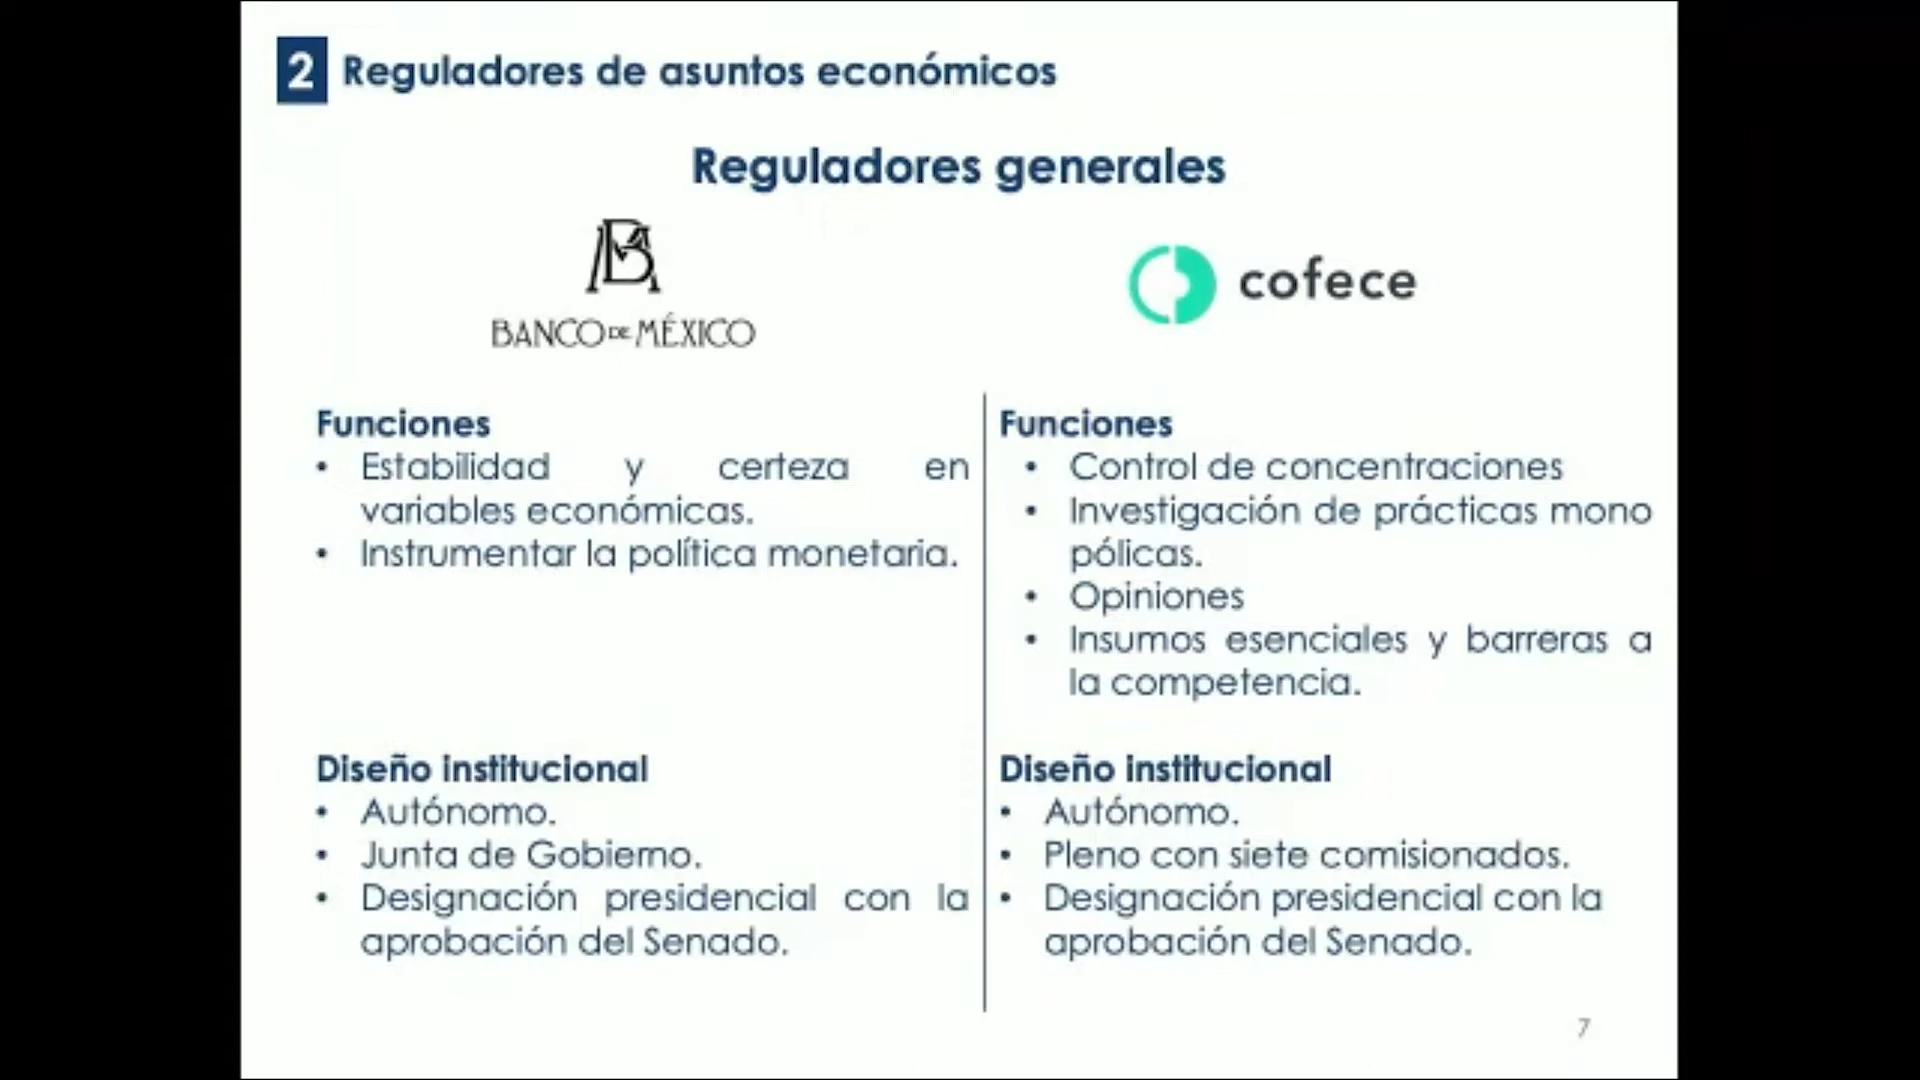 2 Reguladores de asuntos económicos
Reguladores generales
BANCO DE MÉXICO
cofece
Funciones
• Estabilidad y certeza en
variables económicas.
• Instrumentar la política monetaria.
Diseño institucional
• Autónomo.
• Junta de Gobierno.
• Designación presidencial con la
aprobación del Senado.
Funciones
• Control de concentraciones
• Investigación de prácticas mono
pólicas.
• Opiniones
• Insumos esenciales y barreras a
la competencia.
Diseño institucional
• Autónomo.
• Pleno con siete comisionados.
• Designación presidencial con la
aprobación del Senado.
7